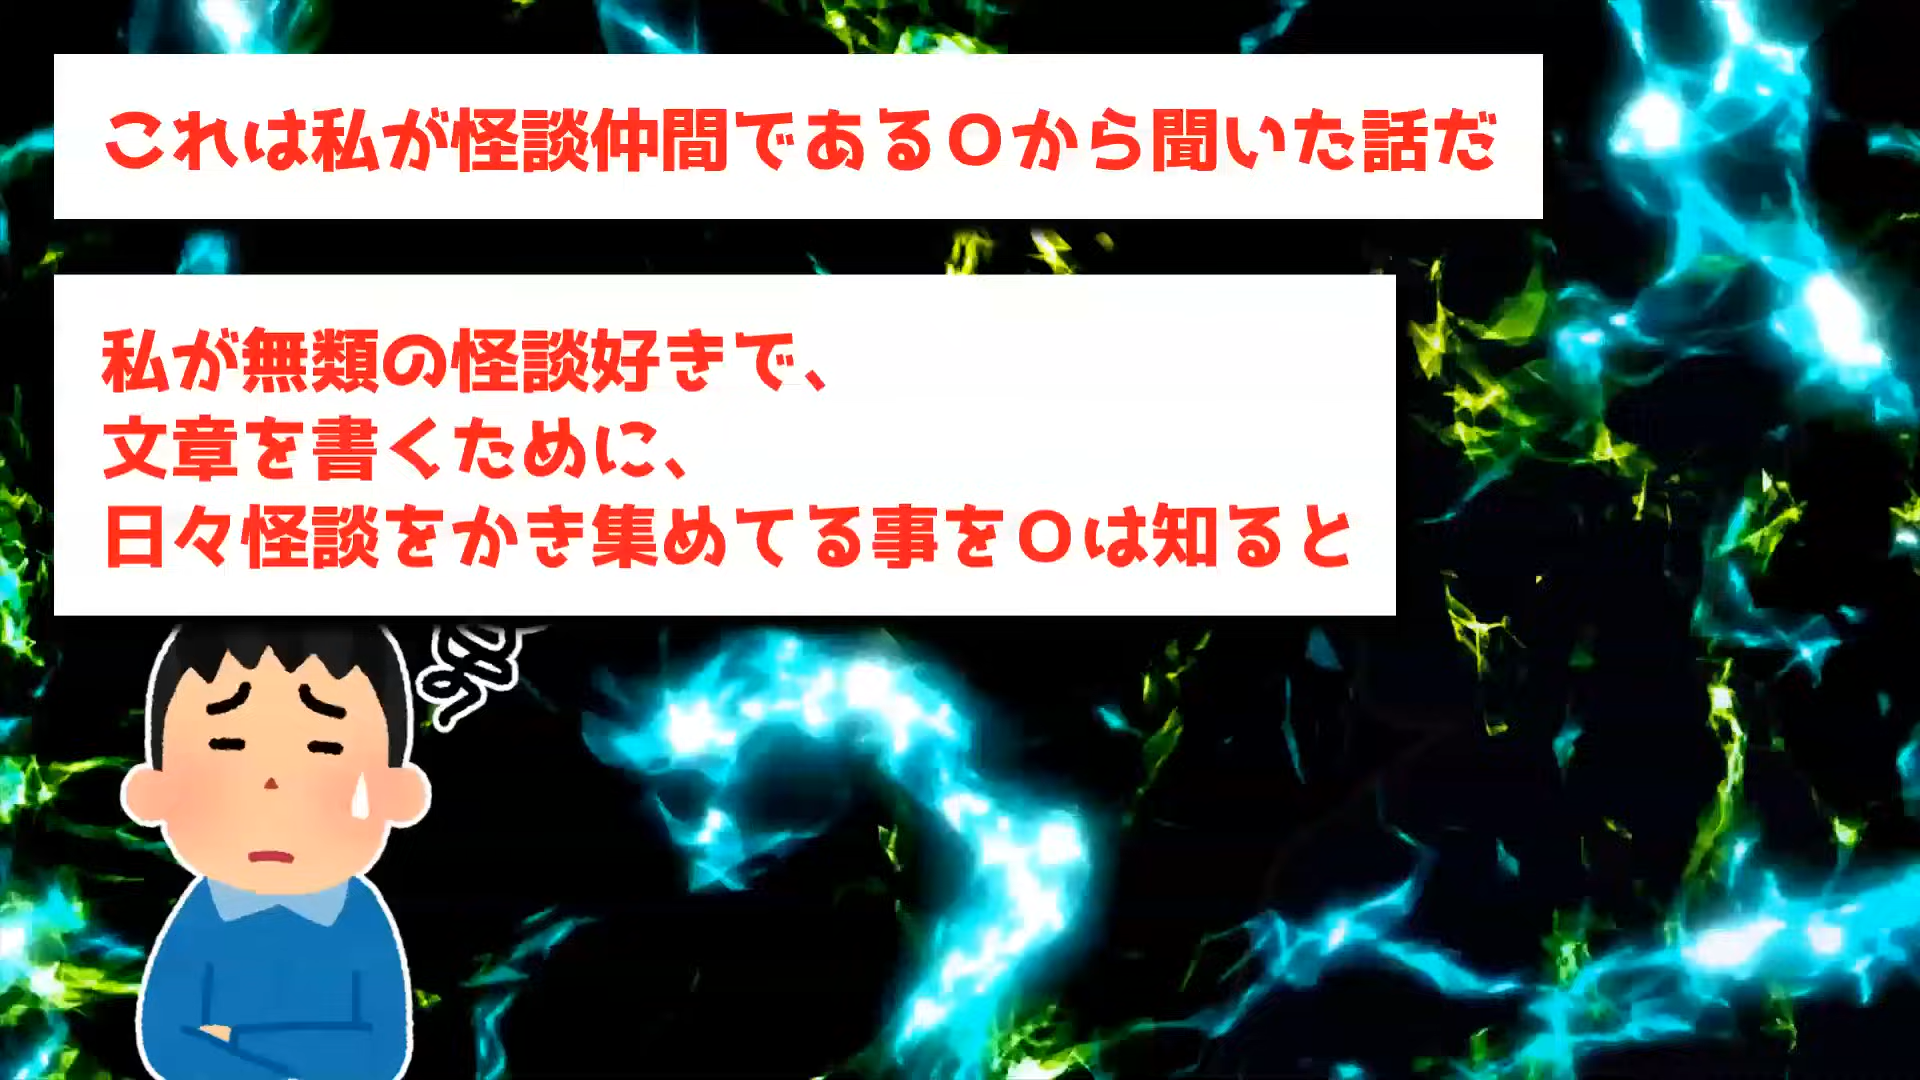 これは私が怪談仲間であるOから聞いた話だ
私が無類の怪談好きで、
文章を書くために、
日々怪談をかき集めてる事をOは知ると